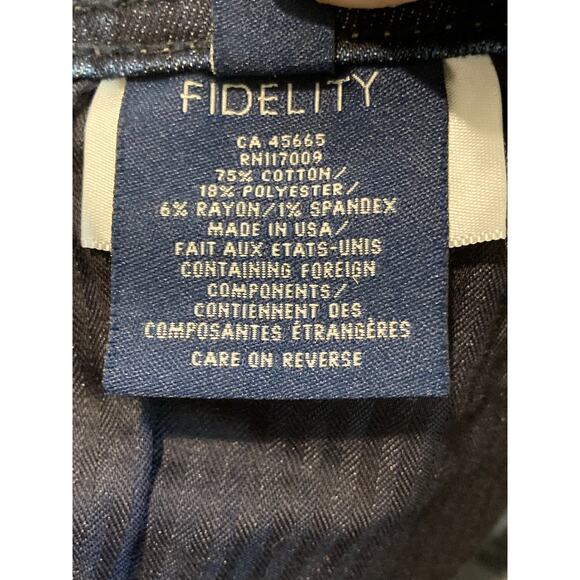 FIDELITY
CA 45665
RN117009
75% COTTON/
18% POLYESTER/
6% RAYON/1% SPANDEX
MADE IN USA/
FAIT AUX ETATS-UNIS
CONTAINING FOREIGN
COMPONENTS/
CONTIENNENT DES
COMPOSANTES ÉTRANGÈRES
CARE ON REVERSE